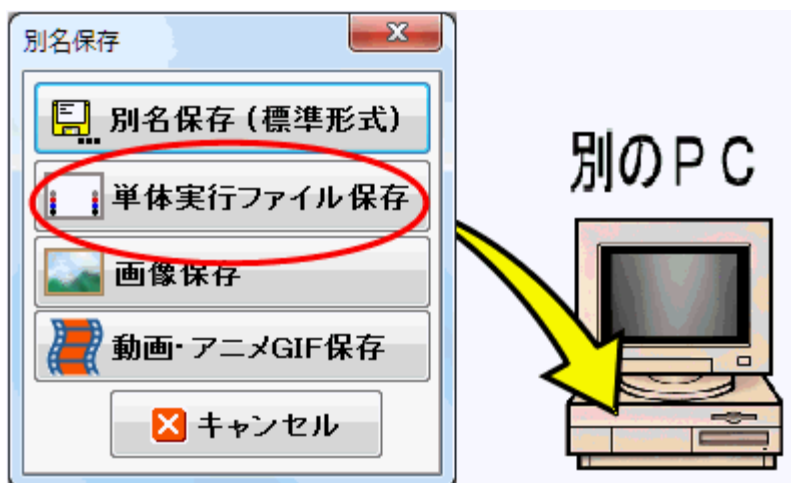 別名保存
別名保存（標準形式）
単体実行ファイル保存
画像保存
動画・アニメGIF保存
キャンセル
別のＰＣ